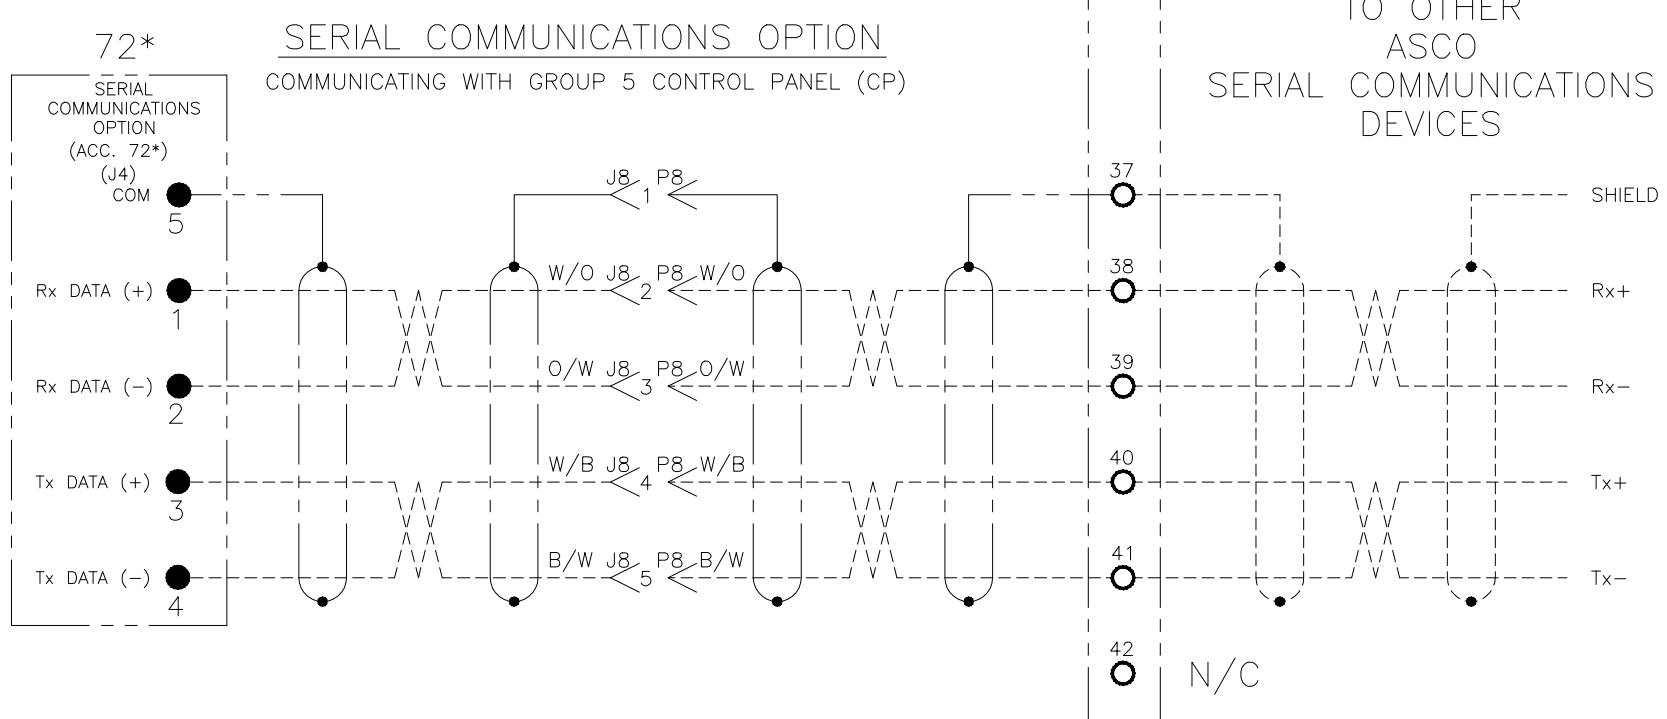 TO OTHER
ASCO
SERIAL COMMUNICATIONS
DEVICES
SERIAL COMMUNICATIONS OPTION
COMMUNICATING WITH GROUP 5 CONTROL PANEL (CP)
72*
SERIAL
COMMUNICATIONS
OPTION
(ACC. 72*)
(J4)
COM
5
J8 1 P8
37
SHIELD
Rx DATA (+)
1
W/O J8 2 P8 W/O
38
Rx+
Rx DATA (-)
2
O/W J8 3 P8 O/W
39
Rx-
Tx DATA (+)
3
W/B J8 4 P8 W/B
40
Tx+
Tx DATA (-)
4
B/W J8 5 P8 B/W
41
Tx-
42
N/C